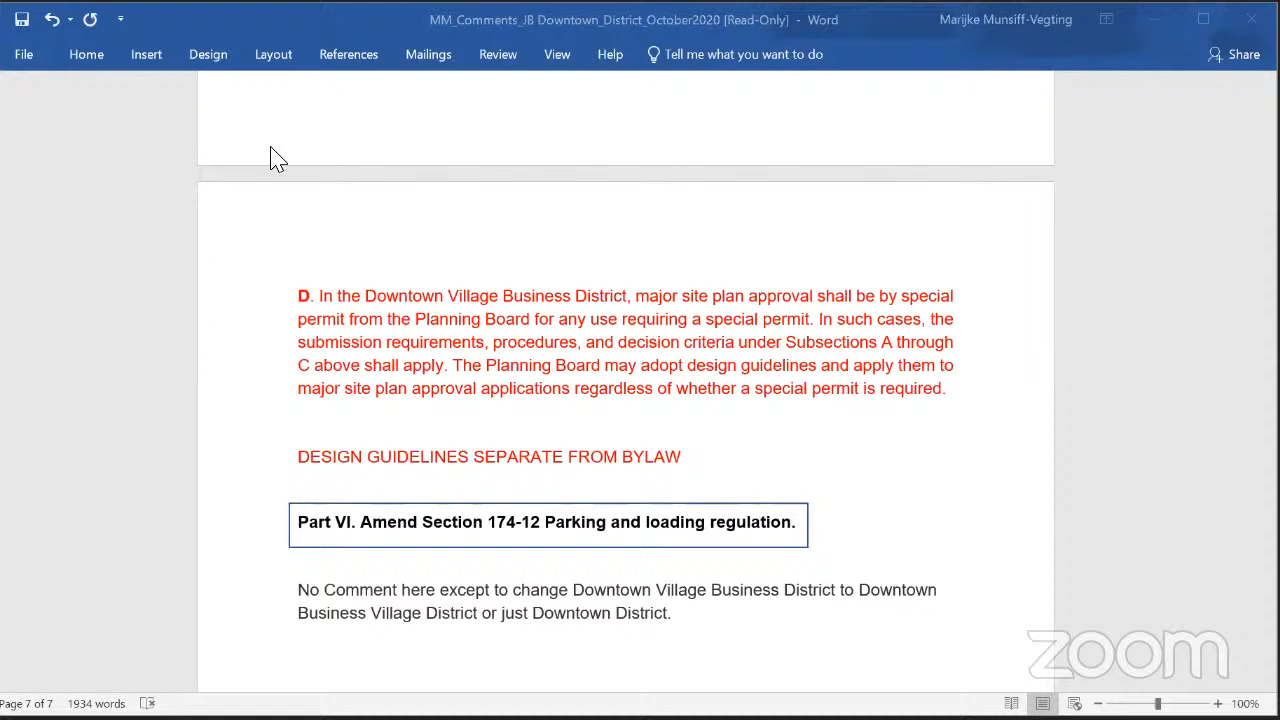 MM_Comments_JB Downtown_District_October2020 [Read-Only] - Word
Marijke Munsiff-Vegting
File Home Insert Design Layout References Mailings Review View Help Tell me what you want to do Share
D. In the Downtown Village Business District, major site plan approval shall be by special
permit from the Planning Board for any use requiring a special permit. In such cases, the
submission requirements, procedures, and decision criteria under Subsections A through
C above shall apply. The Planning Board may adopt design guidelines and apply them to
major site plan approval applications regardless of whether a special permit is required.
DESIGN GUIDELINES SEPARATE FROM BYLAW
Part VI. Amend Section 174-12 Parking and loading regulation.
No Comment here except to change Downtown Village Business District to Downtown
Business Village District or just Downtown District.
zoom
Page 7 of 7 1934 words 100%